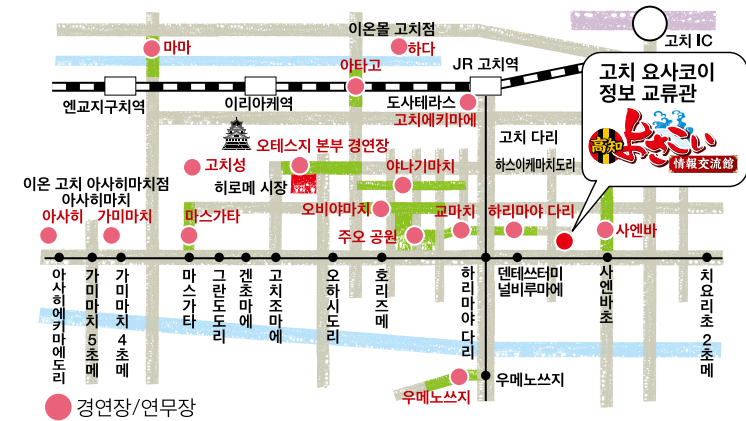 마마
이온몰 고치점
하다
고치 IC
아타고
JR 고치역
엔교지구치역
이리아케역
도사테라스
고치에키마에
고치 요사코이
정보 교류관
高知
よさこい
情報交流館
고치 다리
고치성
오테스지 본부 경연장
야나기마치
하스이케마치도리
히로메 시장
이온 고치 아사히마치점
아사히마치
아사히
가미마치
마스가타
오비야마치
주오 공원
교마치
하리마야 다리
사엔바
아사히에키마에도리
가미마치 5초메
가미마치 4초메
마스가타
그란도도리
겐초마에
고치조마에
오하시도리
호리즈메
하리마야 다리
덴테쓰터미
널비루마에
사엔바초
치요리초 2초메
우메노쓰지
우메노쓰지
경연장/연무장